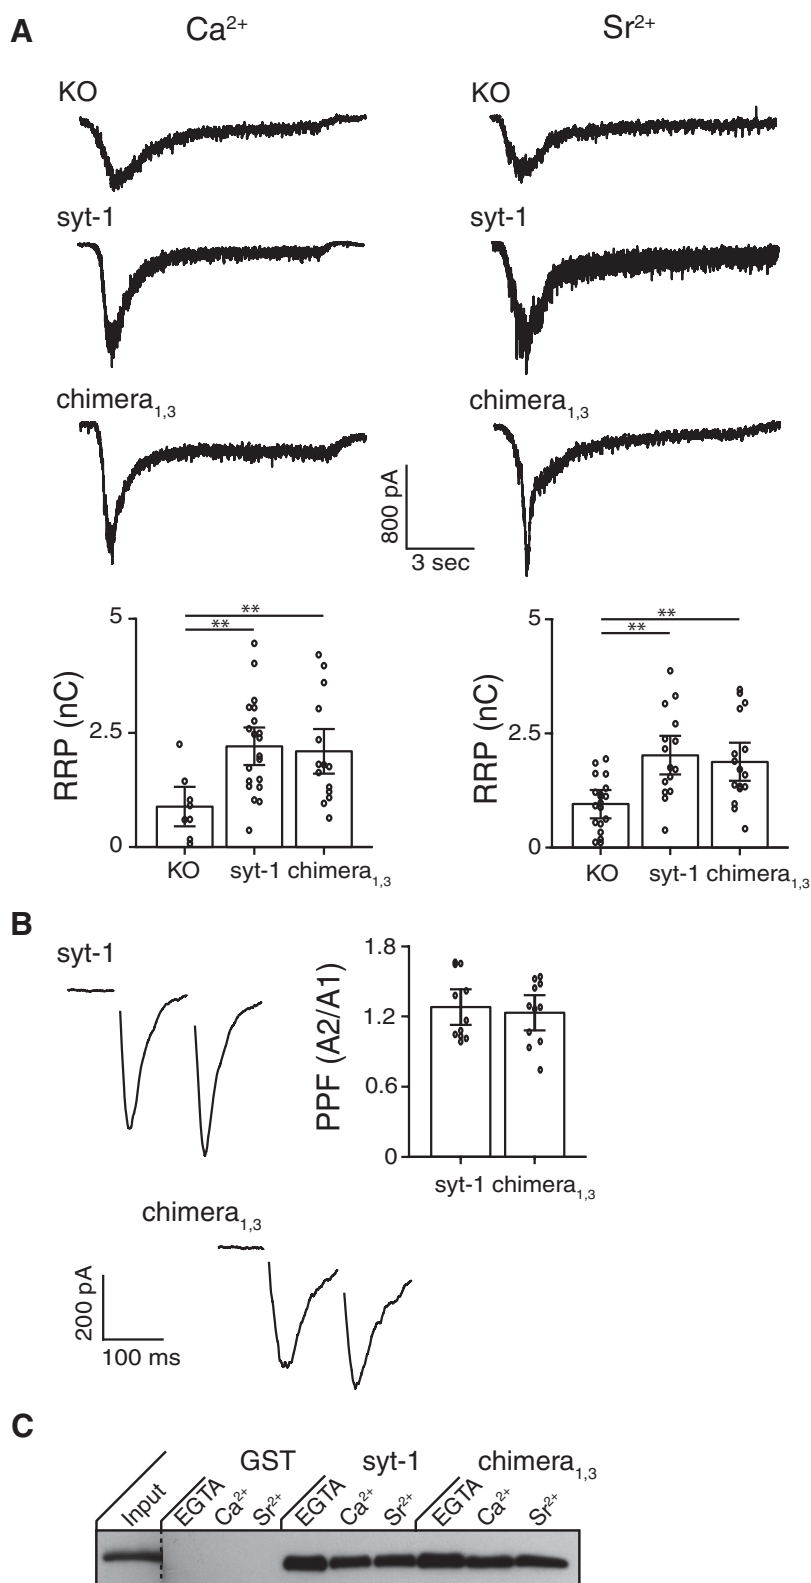 A
Ca2+
Sr2+
KO
KO
syt-1
syt-1
chimera1,3
chimera1,3
800 pA
3 sec
RRP (nC)
5
2.5
0
**
**
KO
syt-1
chimera1,3
RRP (nC)
5
2.5
0
**
**
KO
syt-1
chimera1,3
B
syt-1
PPF (A2/A1)
1.8
1.2
0.6
0
syt-1
chimera1,3
chimera1,3
200 pA
100 ms
C
GST
syt-1
chimera1,3
Input
EGTA
Ca2+
Sr2+
EGTA
Ca2+
Sr2+
EGTA
Ca2+
Sr2+